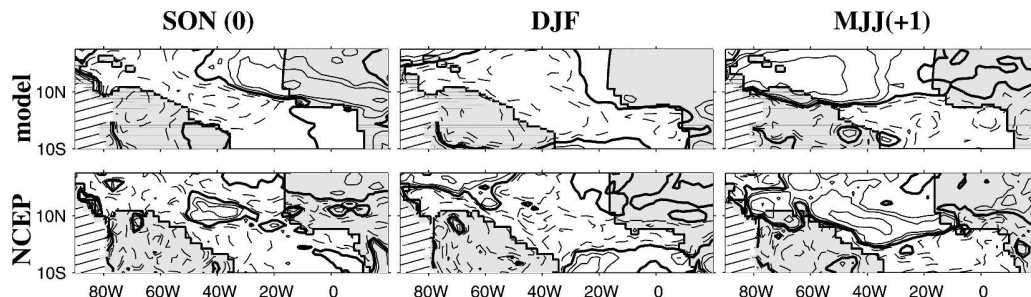 SON (0) DJF MJJ(+1)
model
10N
10S
NCEP
10N
10S
80W 60W 40W 20W 0 80W 60W 40W 20W 0 80W 60W 40W 20W 0